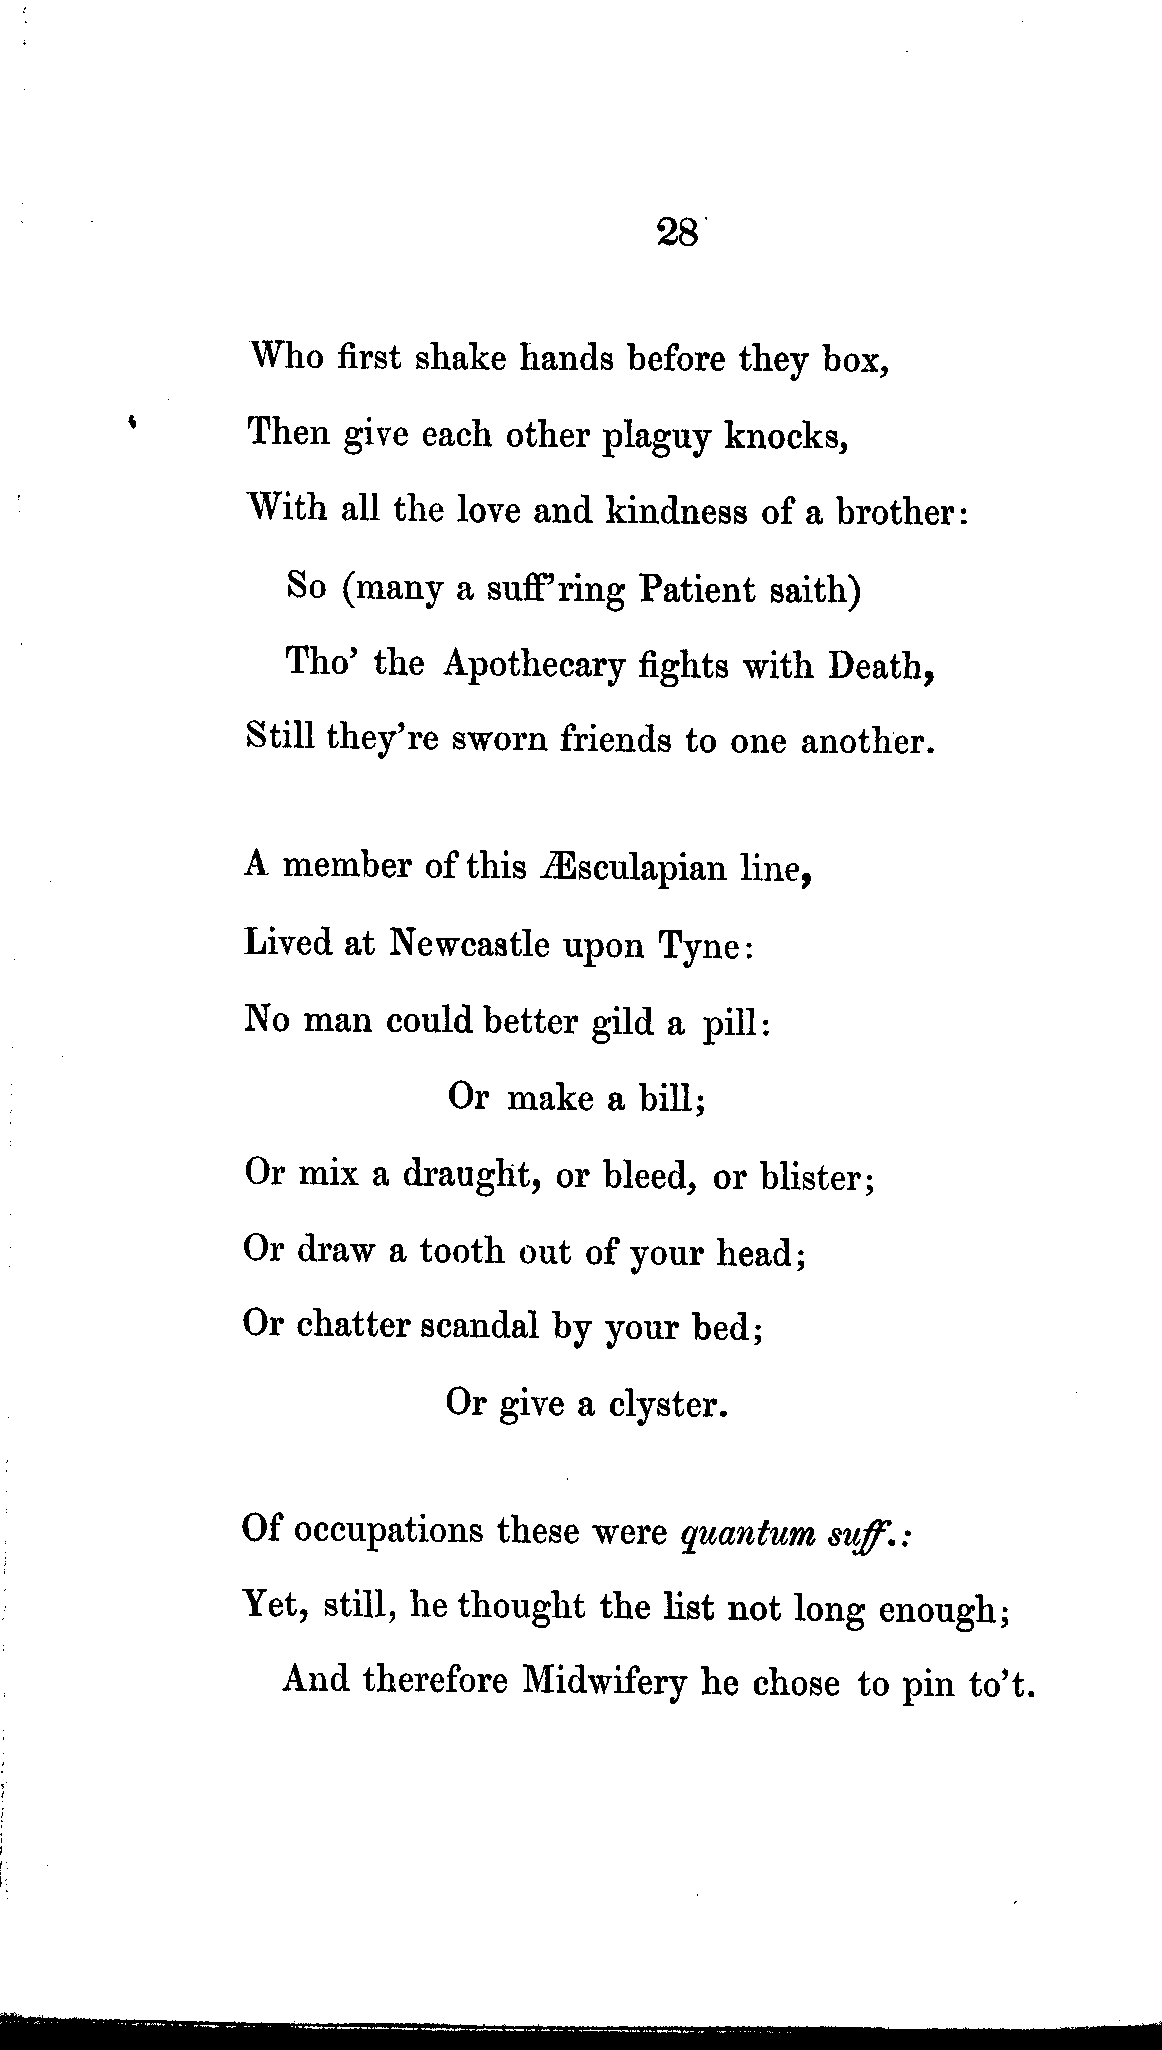 28
Who first shake hands before they box,
Then give each other plaguy knocks,
With all the love and kindness of a brother:
So (many a suff'ring Patient saith)
Tho' the Apothecary fights with Death,
Still they're sworn friends to one another.
A member of this Æsculapian line,
Lived at Newcastle upon Tyne:
No man could better gild a pill:
Or make a bill;
Or mix a draught, or bleed, or blister;
Or draw a tooth out of your head;
Or chatter scandal by your bed;
Or give a clyster.
Of occupations these were quantum suff.:
Yet, still, he thought the list not long enough;
And therefore Midwifery he chose to pin to't.